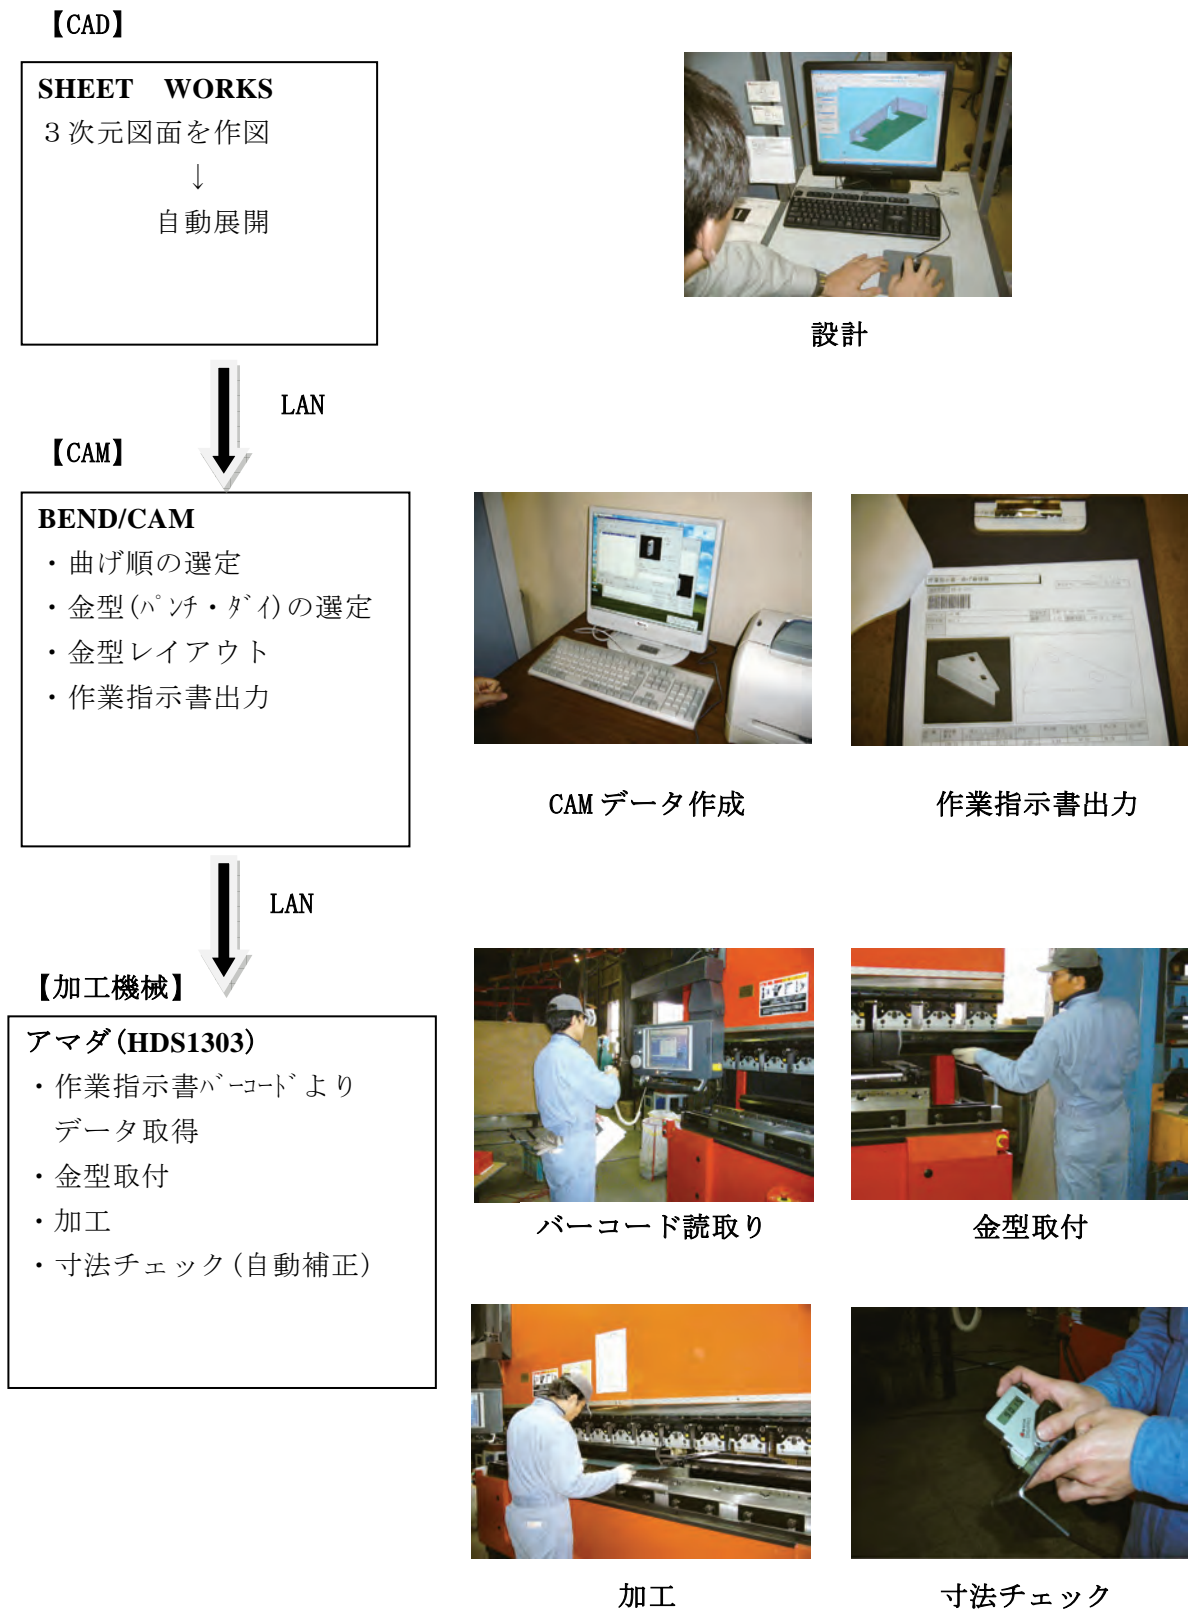 【CAD】
SHEET　WORKS
３次元図面を作図
↓
自動展開
設計
LAN
【CAM】
BEND/CAM
・曲げ順の選定
・金型(ﾊﾟﾝﾁ・ﾀﾞｲ)の選定
・金型レイアウト
・作業指示書出力
CAM データ作成
作業指示書出力
LAN
【加工機械】
アマダ(HDS1303)
・作業指示書ﾊﾞｰｺｰﾄﾞより
データ取得
・金型取付
・加工
・寸法チェック(自動補正)
バーコード読取り
金型取付
加工
寸法チェック